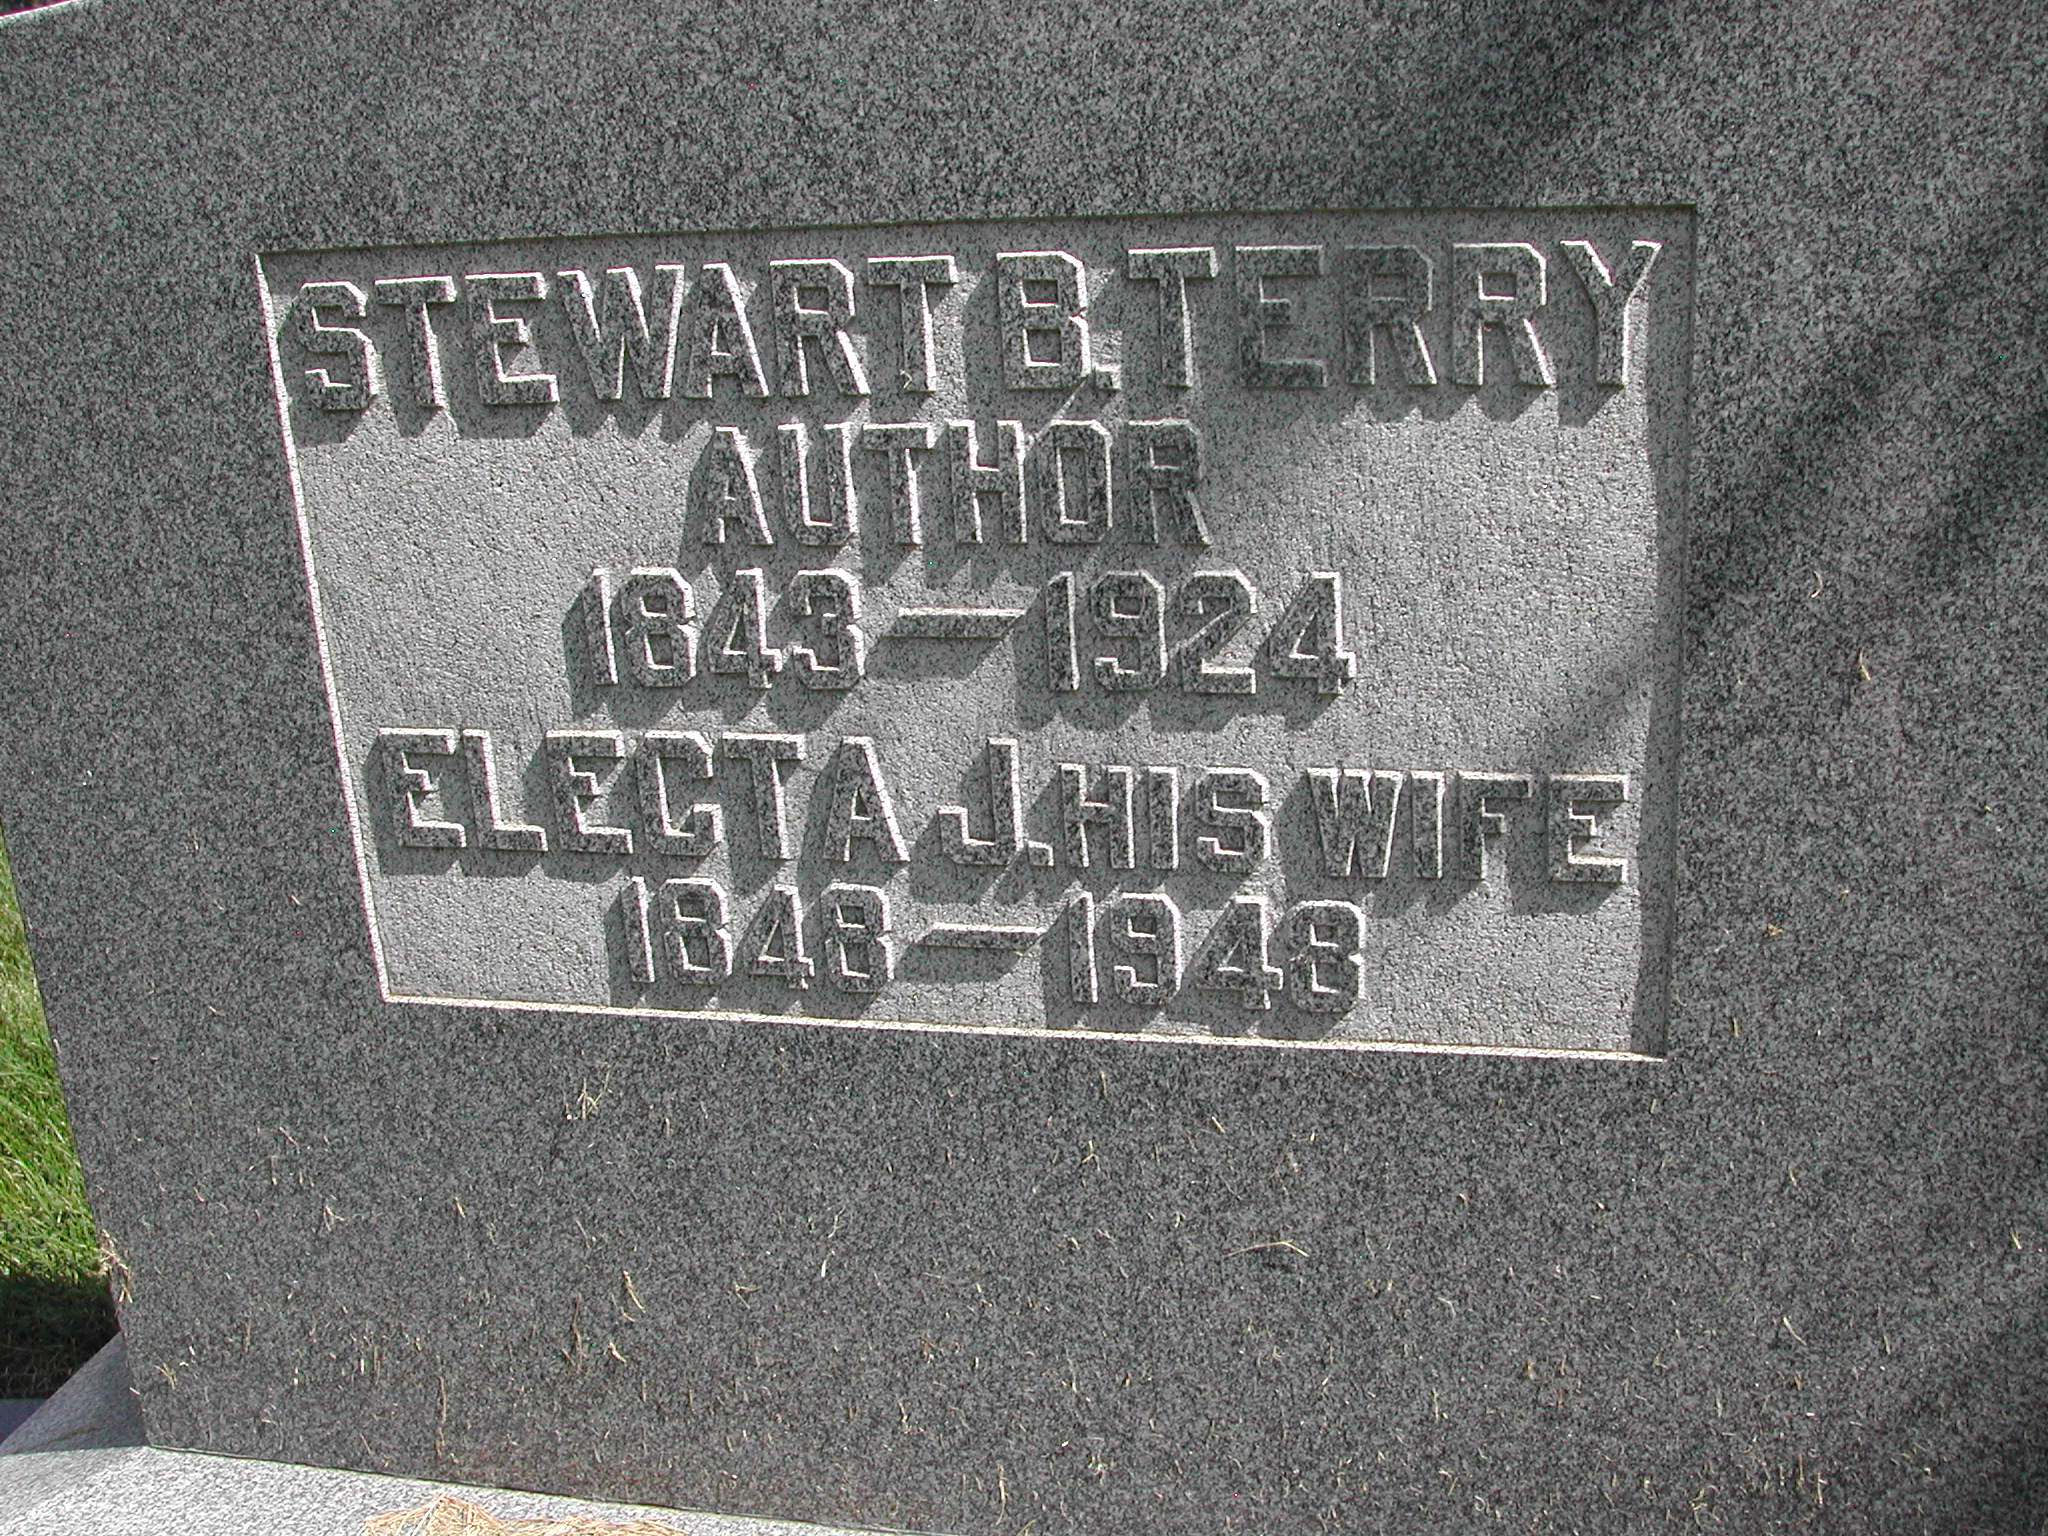 STEWART B. TERRY
AUTHOR
1843—1924
ELECTA J. HIS WIFE
1848—1948